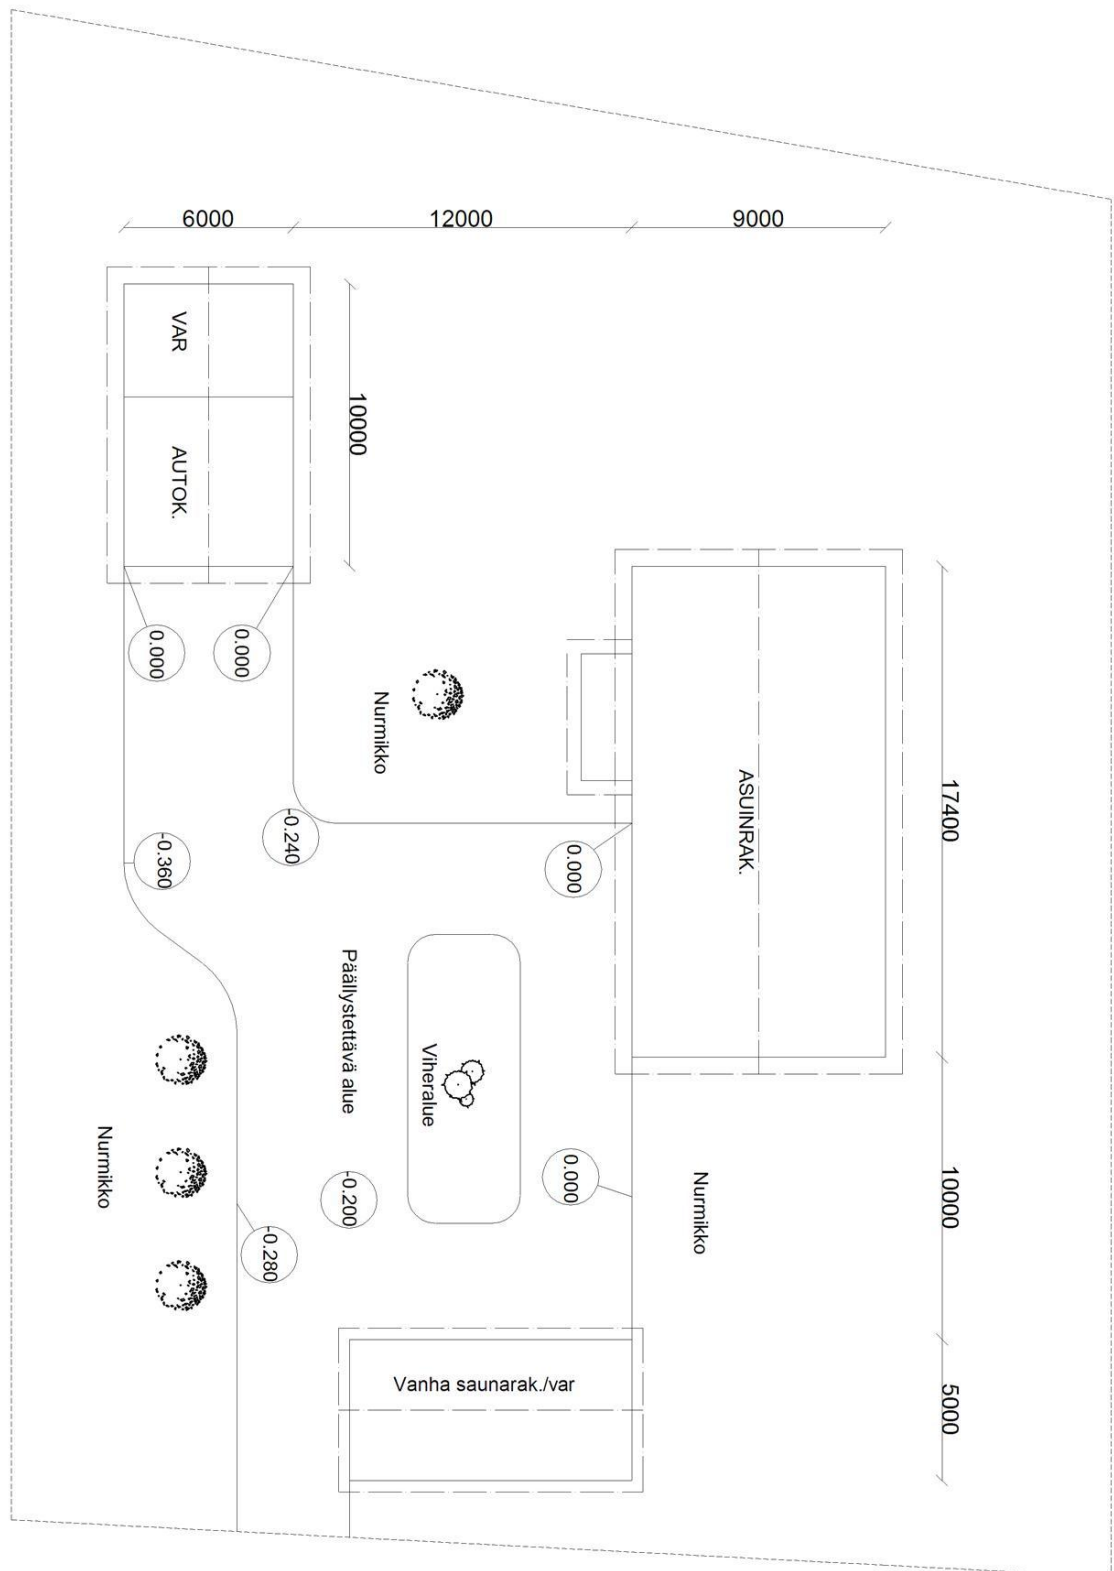 6000
12000
9000
VAR
AUTOK.
10000
0.000
0.000
Nurmikko
ASUINRAK.
17400
-0.240
-0.360
0.000
Päällystettävä alue
Viheralue
Nurmikko
-0.200
0.000
Nurmikko
10000
-0.280
Vanha saunarak./var
5000